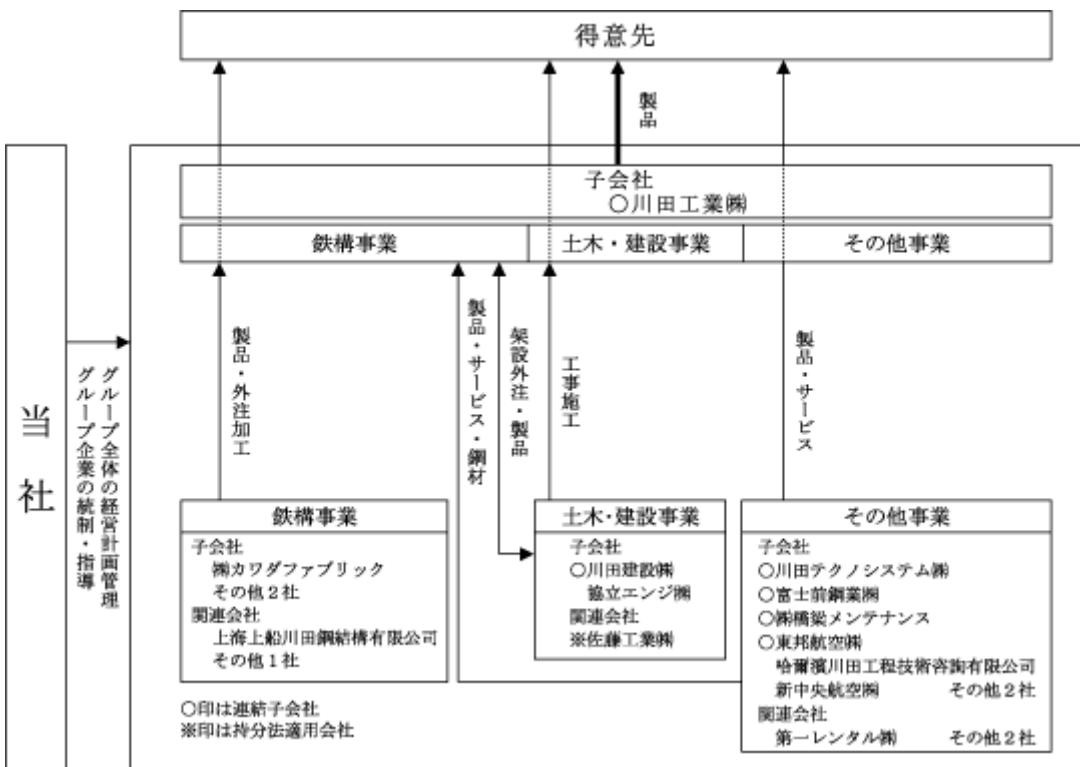 得意先
製品
子会社
○川田工業㈱
鉄構事業
土木・建設事業
その他事業
当社
グループ全体の経営計画管理
グループ企業の統制・指導
製品・外注加工
製品・サービス・鋼材
架設外注・製品
工事施工
製品・サービス
鉄構事業
子会社
㈱カワダファブリック
その他2社
関連会社
上海上船川田鋼結構有限公司
その他1社
土木・建設事業
子会社
○川田建設㈱
協立エンジ㈱
関連会社
※佐藤工業㈱
その他事業
子会社
○川田テクノシステム㈱
○富士前鋼業㈱
○㈱橋梁メンテナンス
○東邦航空㈱
哈爾濱川田工程技術咨詢有限公司
新中央航空㈱ その他2社
関連会社
第一レンタル㈱ その他2社
○印は連結子会社
※印は持分法適用会社